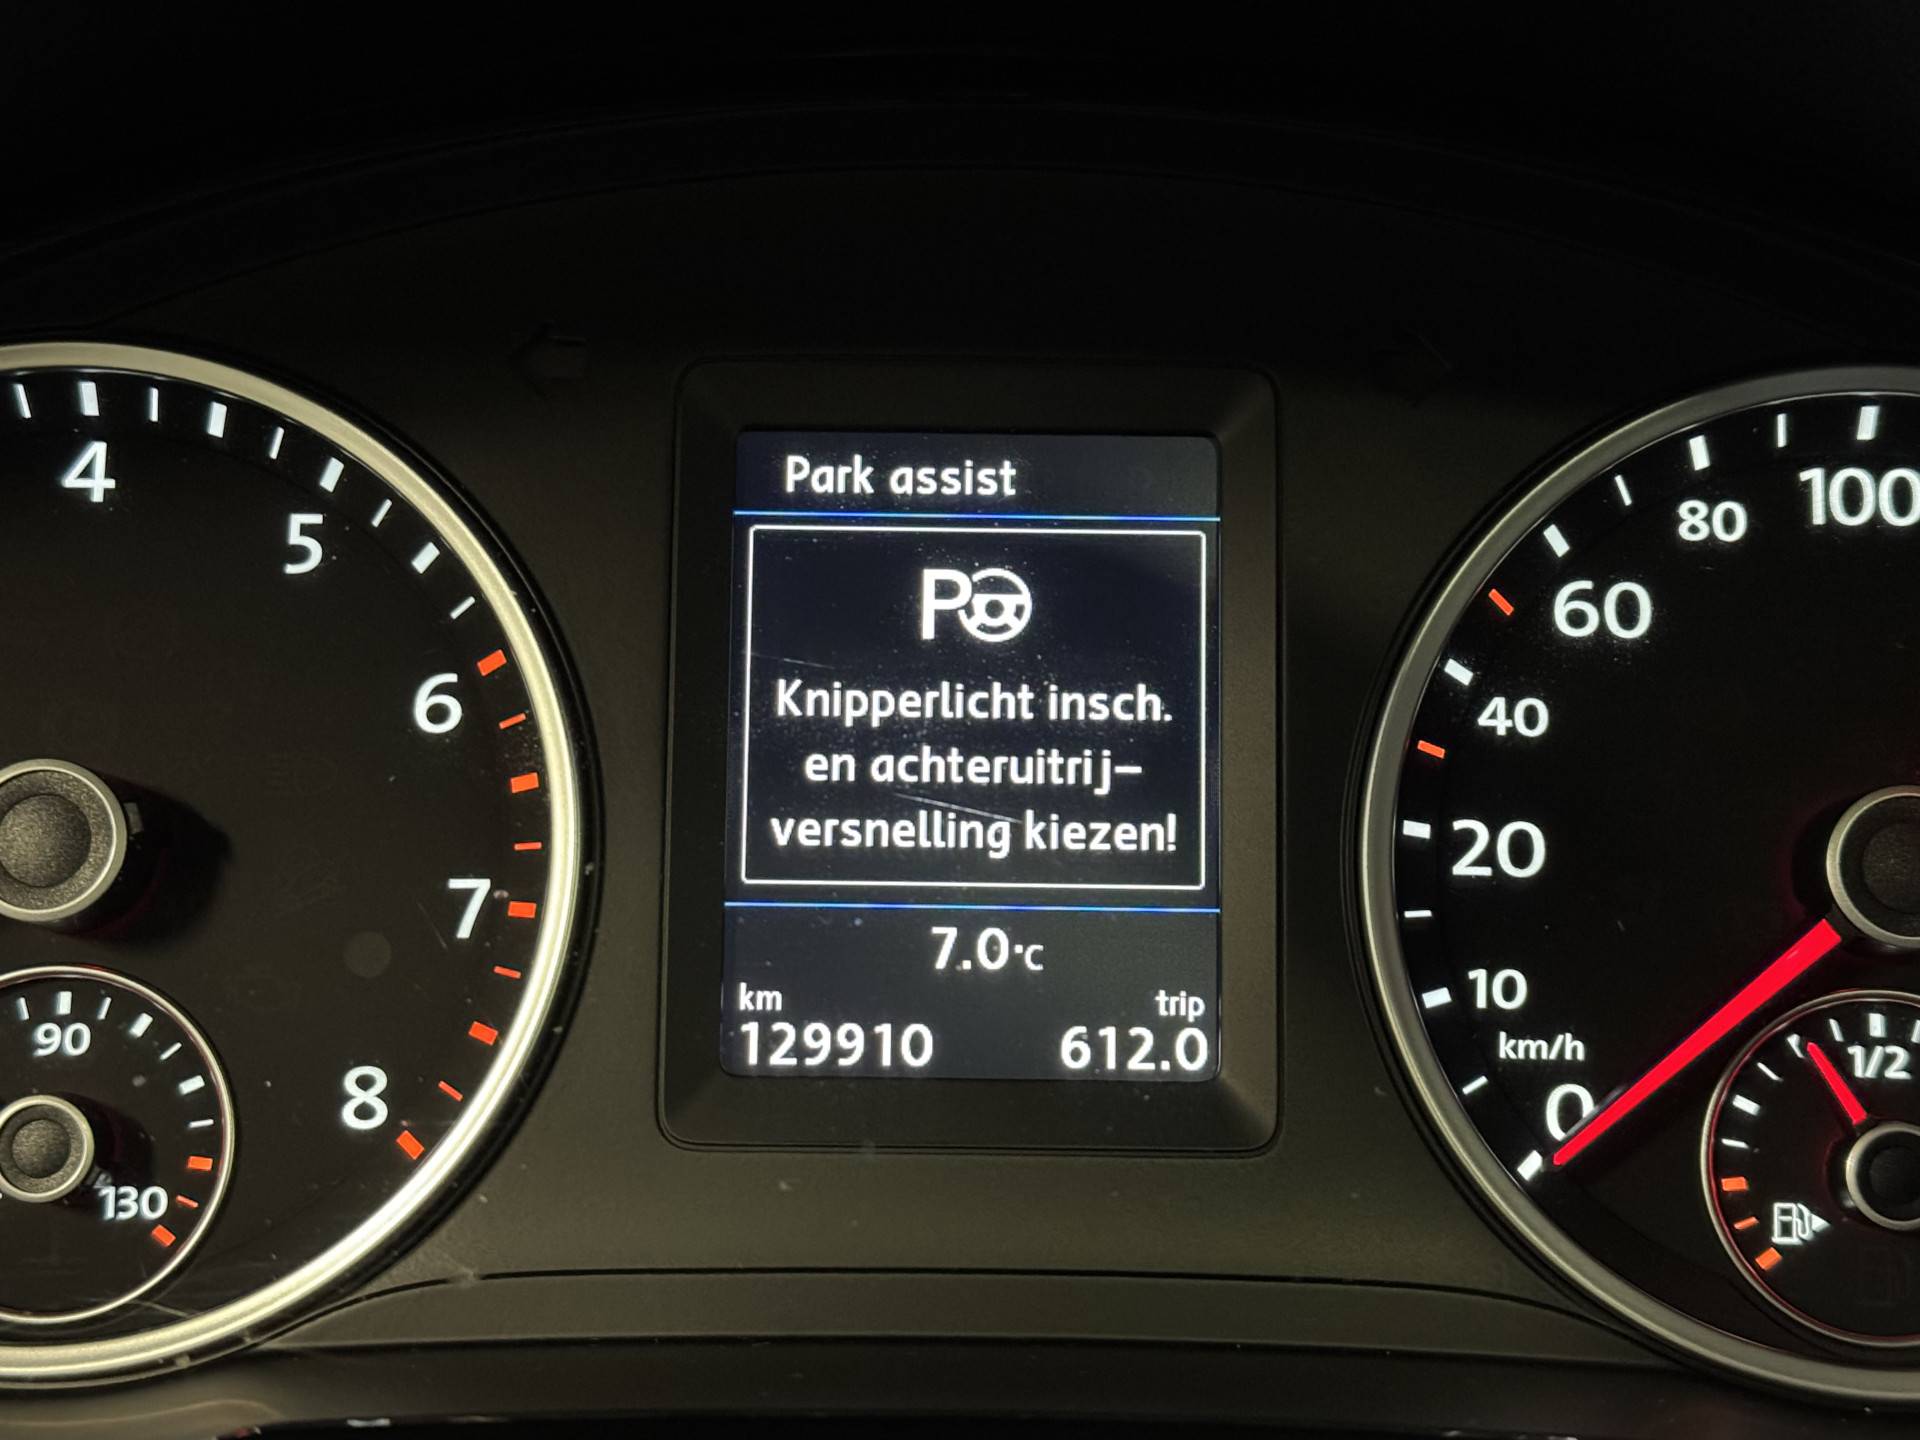 4
5
6
7
8
90
130
Park assist
P
Knipperlicht insch.
en achteruitrij-
versnelling kiezen!
7.0°C
km
trip
129910
612.0
100
80
60
40
20
10
km/h
0
1/2